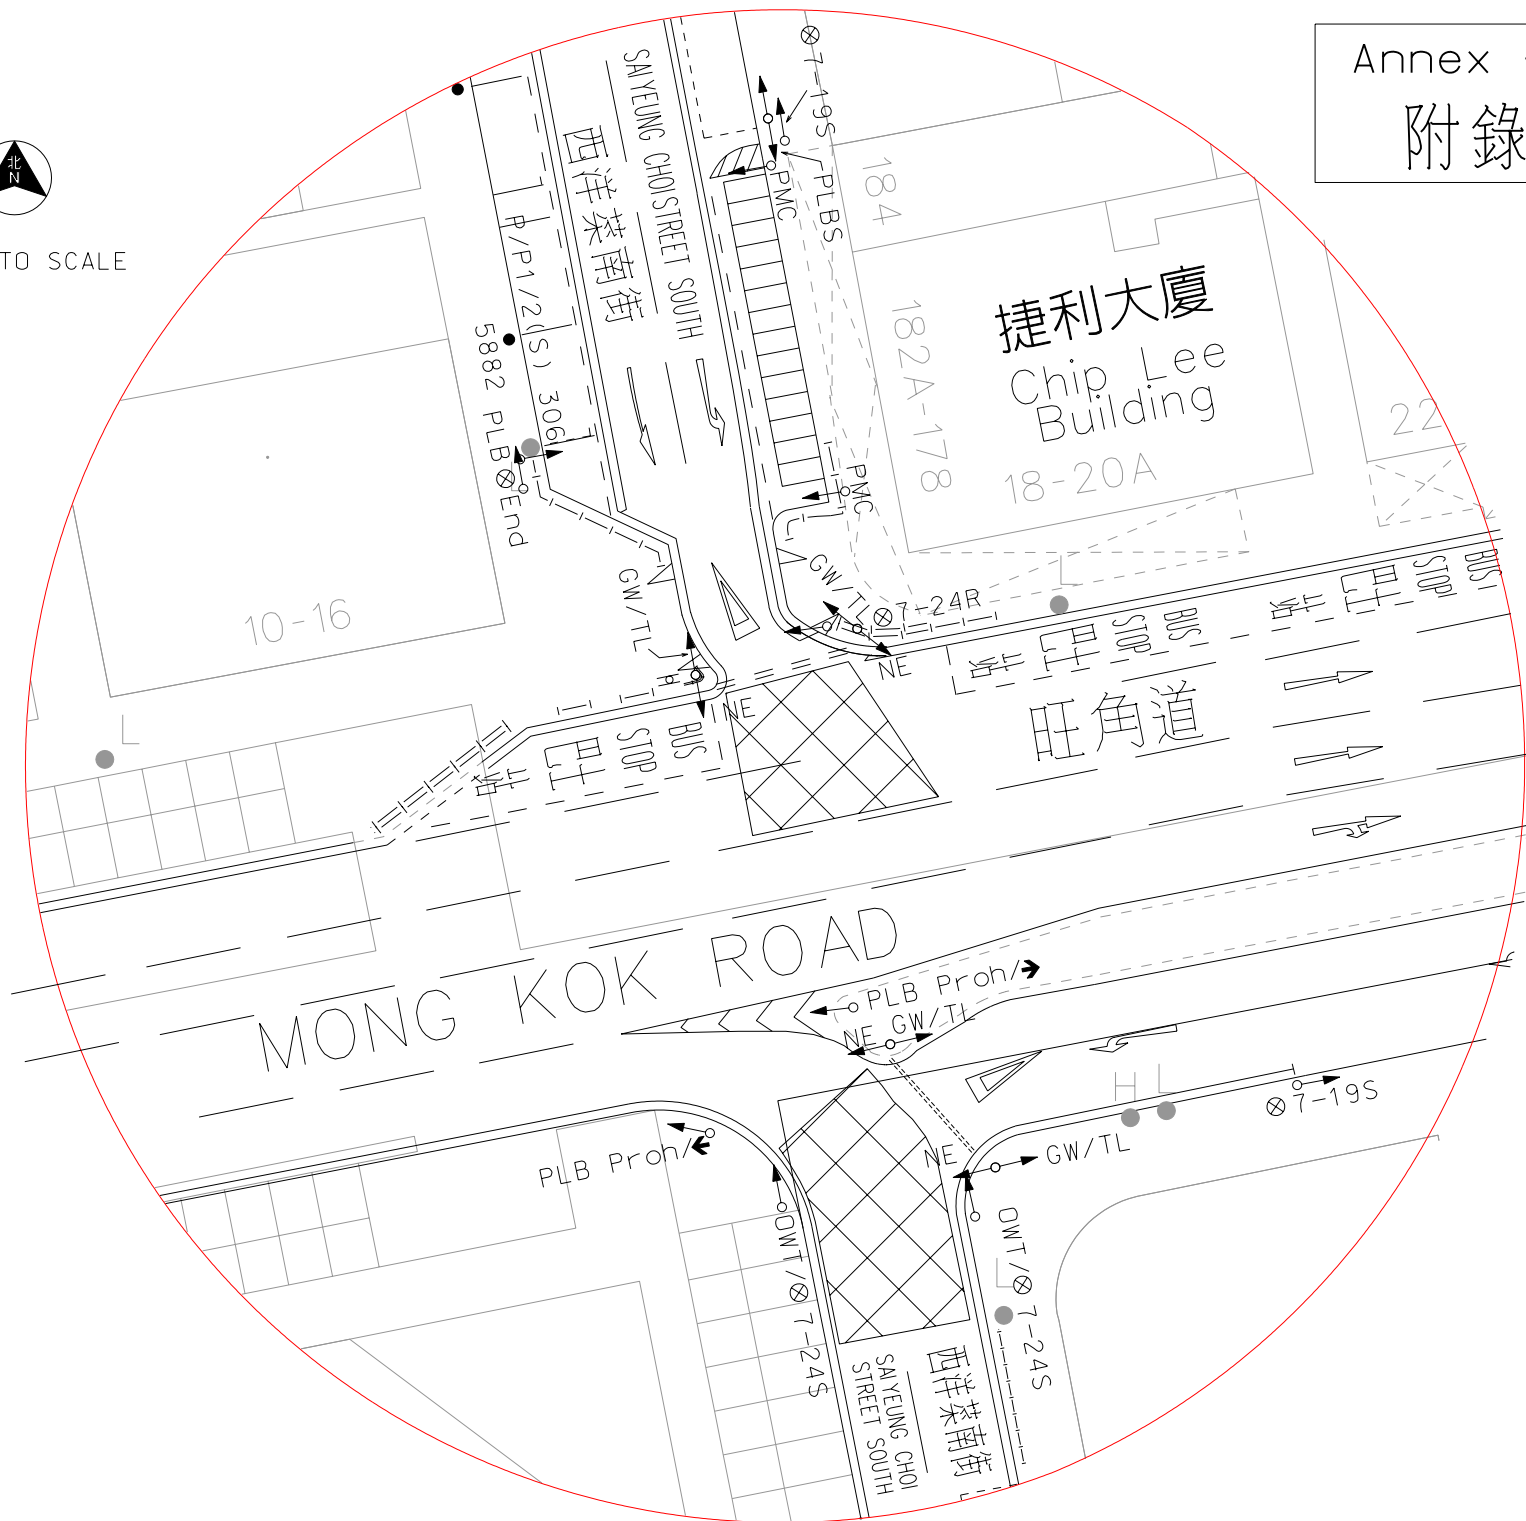 Annex
附錄
北
N
TO SCALE
SAI YEUNG CHOI STREET SOUTH
西洋菜南街
7-19S
PMC
PLBS
184
182A-178
捷利大廈
Chip Lee
Building
18-20A
22
P/P1/2(S) 306
5882 PLB
End
10-16
GW/TL
PMC
GW/TL
7-24R
NE
NE
L
L
巴士站
BUS
STOP
巴士站
BUS
STOP
巴士站
BUS
STOP
旺角道
MONG KOK ROAD
PLB Proh/
NE
GW/TL
H
L
7-19S
PLB Proh/
NE
GW/TL
OWT/
7-24S
OWT/
7-24S
L
SAI YEUNG CHOI
STREET SOUTH
西洋菜南街